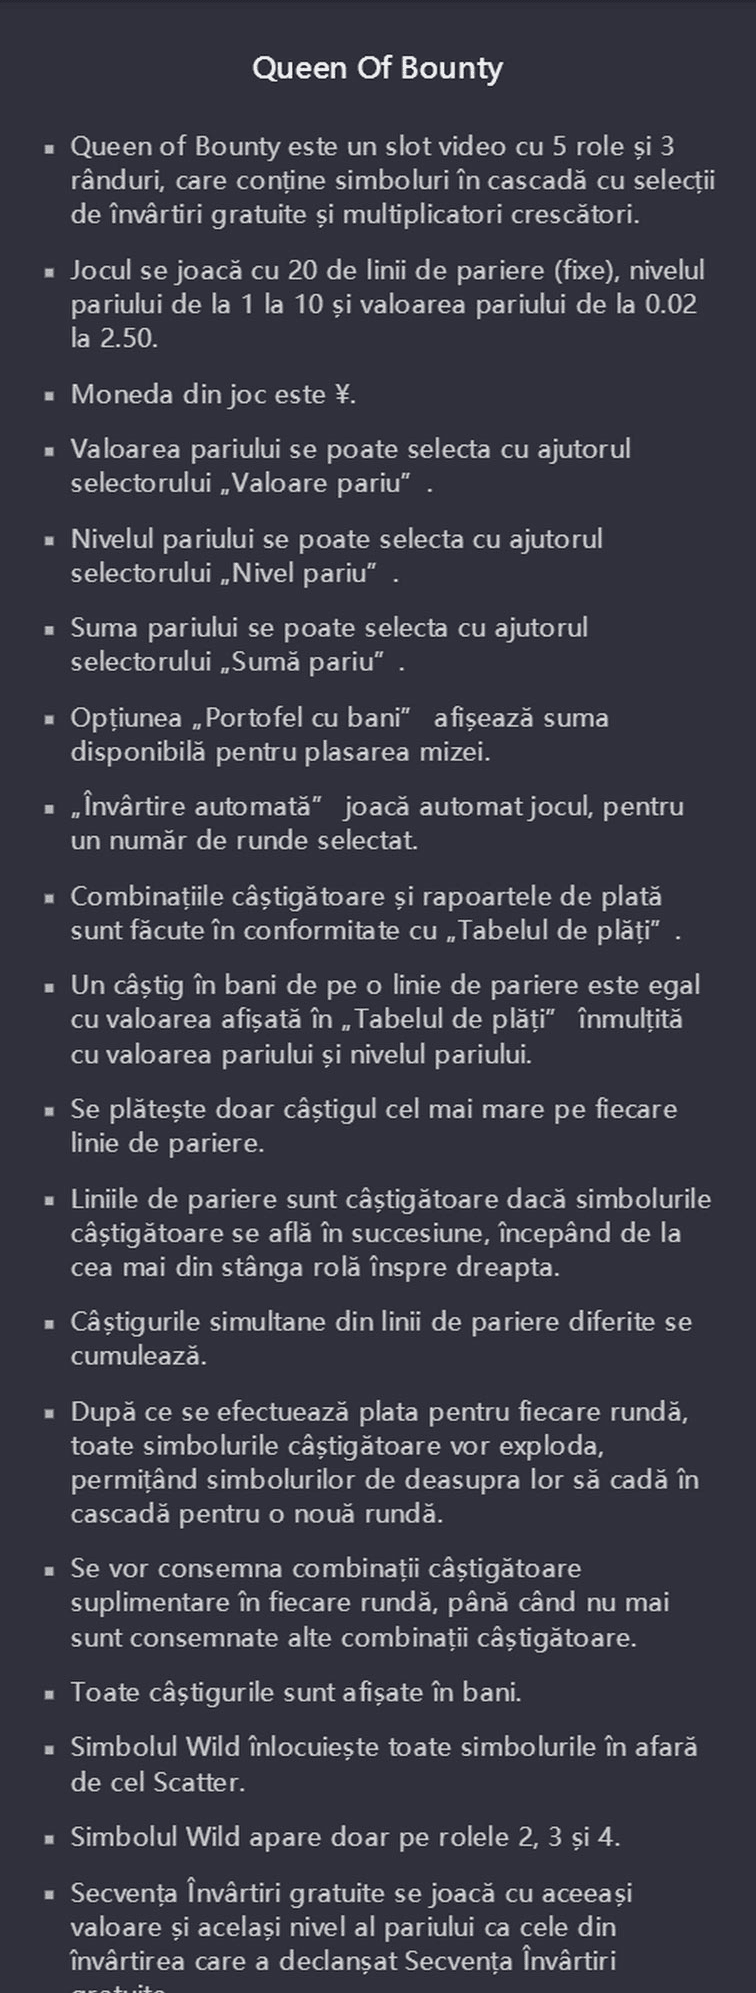 Queen Of Bounty
▪ Queen of Bounty este un slot video cu 5 role și 3
rânduri, care conține simboluri în cascadă cu selecții
de învârtiri gratuite și multiplicatori crescători.
▪ Jocul se joacă cu 20 de linii de pariere (fixe), nivelul
pariului de la 1 la 10 și valoarea pariului de la 0.02
la 2.50.
▪ Moneda din joc este ¥.
▪ Valoarea pariului se poate selecta cu ajutorul
selectorului „Valoare pariu” .
▪ Nivelul pariului se poate selecta cu ajutorul
selectorului „Nivel pariu” .
▪ Suma pariului se poate selecta cu ajutorul
selectorului „Sumă pariu” .
▪ Opțiunea „Portofel cu bani” afișează suma
disponibilă pentru plasarea mizei.
▪ „Învârtire automată” joacă automat jocul, pentru
un număr de runde selectat.
▪ Combinațiile câștigătoare și rapoartele de plată
sunt făcute în conformitate cu „Tabelul de plăți” .
▪ Un câștig în bani de pe o linie de pariere este egal
cu valoarea afișată în „Tabelul de plăți” înmulțită
cu valoarea pariului și nivelul pariului.
▪ Se plătește doar câștigul cel mai mare pe fiecare
linie de pariere.
▪ Liniile de pariere sunt câștigătoare dacă simbolurile
câștigătoare se află în succesiune, începând de la
cea mai din stânga rolă înspre dreapta.
▪ Câștigurile simultane din linii de pariere diferite se
cumulează.
▪ După ce se efectuează plata pentru fiecare rundă,
toate simbolurile câștigătoare vor exploda,
permițând simbolurilor de deasupra lor să cadă în
cascadă pentru o nouă rundă.
▪ Se vor consemna combinații câștigătoare
suplimentare în fiecare rundă, până când nu mai
sunt consemnate alte combinații câștigătoare.
▪ Toate câștigurile sunt afișate în bani.
▪ Simbolul Wild înlocuiește toate simbolurile în afară
de cel Scatter.
▪ Simbolul Wild apare doar pe rolele 2, 3 și 4.
▪ Secvența Învârtiri gratuite se joacă cu aceeași
valoare și același nivel al pariului ca cele din
învârtirea care a declanșat Secvența Învârtiri